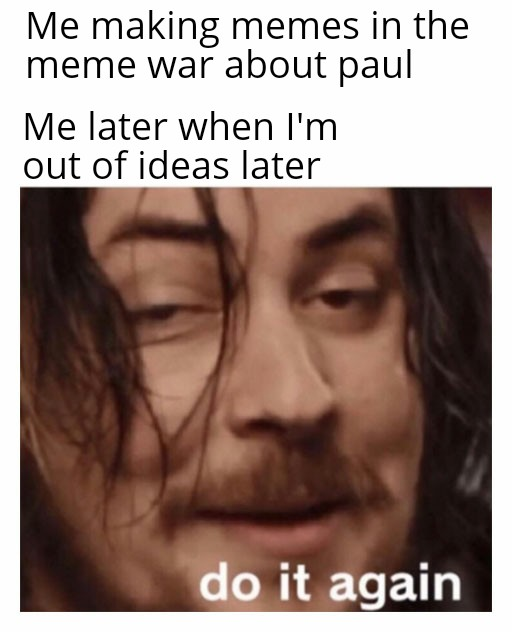 Me making memes in the
meme war about paul
Me later when I'm
out of ideas later
do it again